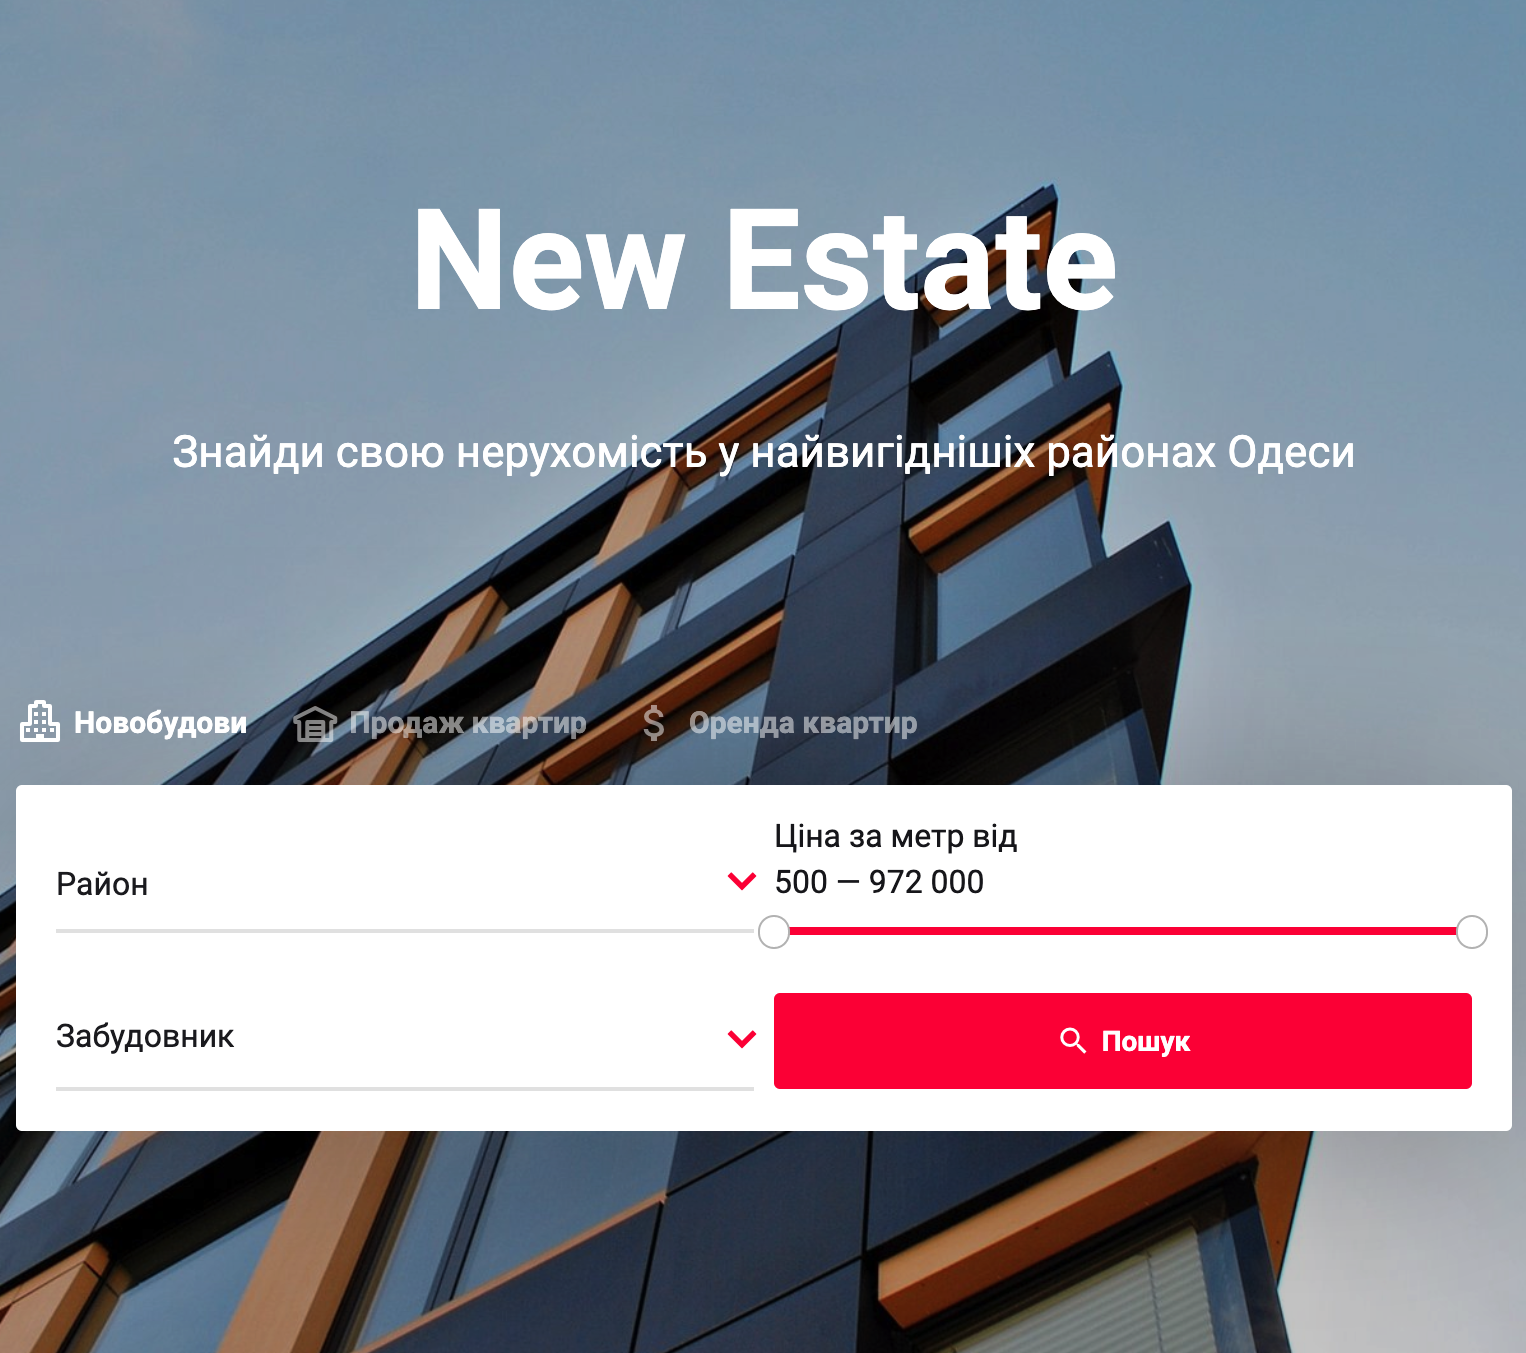 New Estate
Знайди свою нерухомість у найвигіднішіх районах Одеси
Новобудови Продаж квартир Оренда квартир
Район
Ціна за метр від
500 — 972 000
Забудовник
Пошук